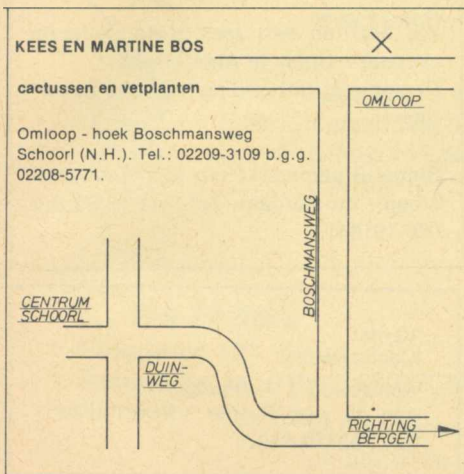 KEES EN MARTINE BOS
cactussen en vetplanten
Omloop - hoek Boschmansweg
Schoorl (N.H.). Tel.: 02209-3109 b.g.g.
02208-5771.
X
OMLOOP
BOSCHMANSWEG
CENTRUM
SCHOORL
DUIN-
WEG
RICHTING
BERGEN